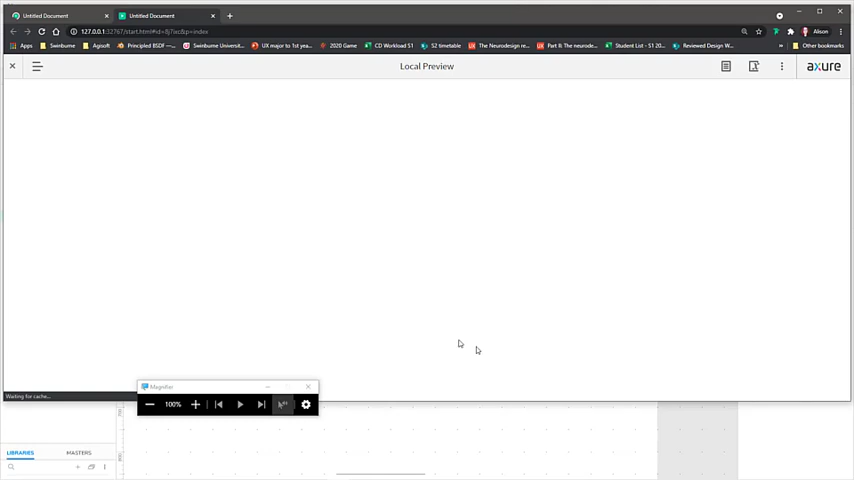 Untitled Document
Untitled Document
127.0.0.1:32767/start.html#id=5j7ixc&p=index
Alison
Apps
Swinburne
Agisoft
Principled BSDF - ...
Swinburne Universit...
UX major to 1st yea...
2020 Game
CD Workload S1
S2 timetable
The Neurodesign re...
Part II: The neurode...
Student List - S1 20...
Reviewed Design W...
Other bookmarks
Local Preview
axure
Magnifier
Waiting for cache...
100%
LIBRARIES
MASTERS